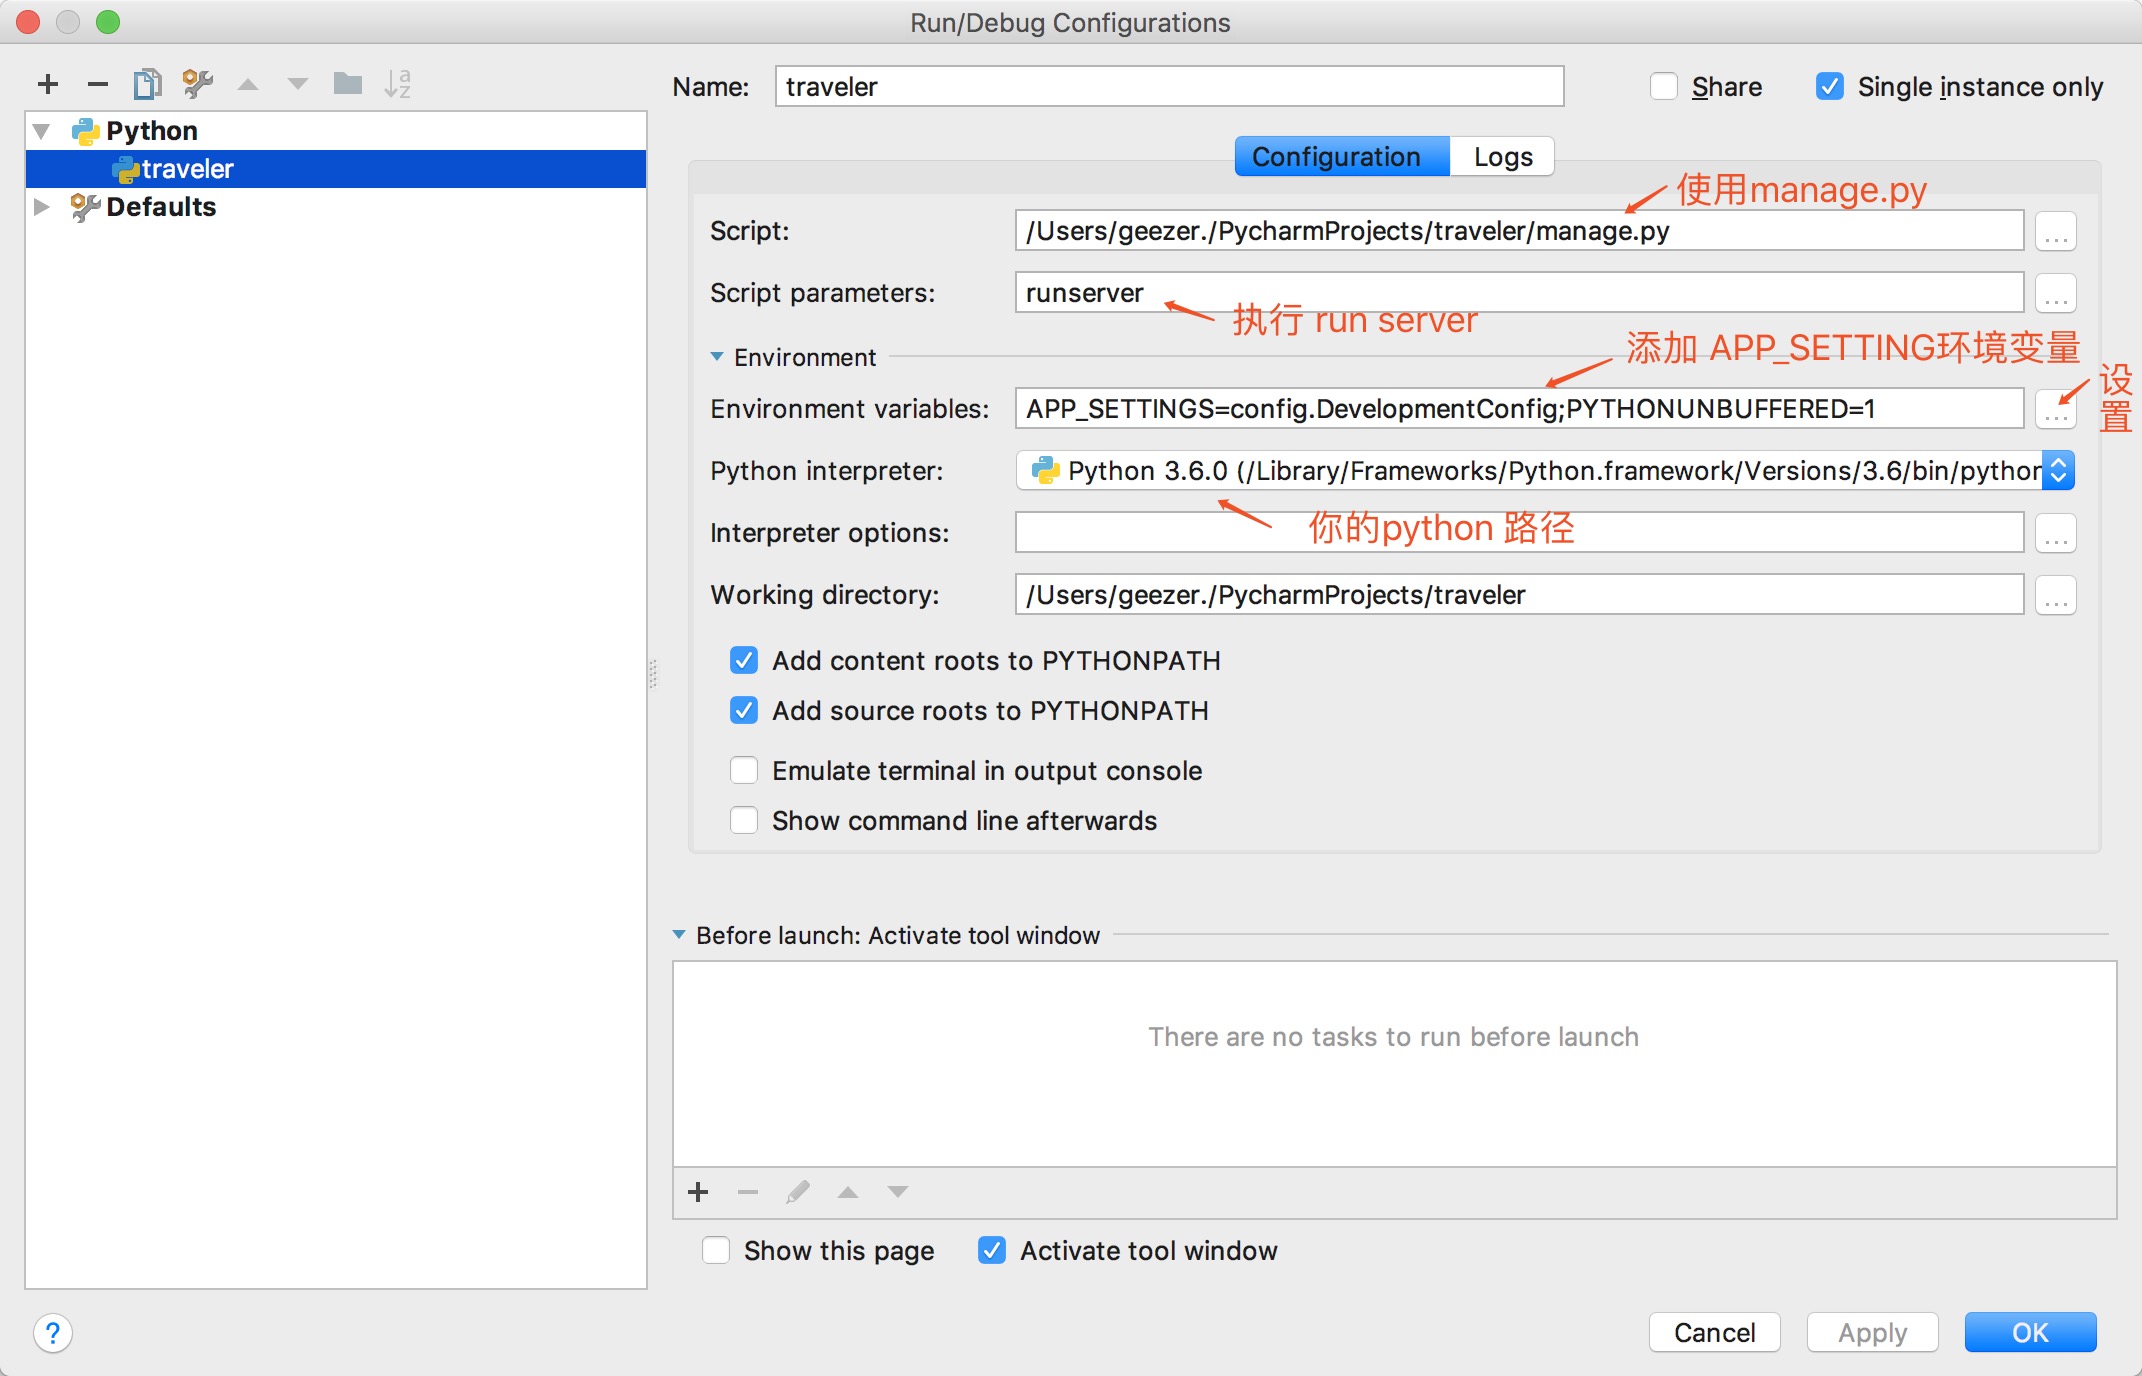 Run/Debug Configurations
Name: traveler Share Single instance only
Python
traveler
Defaults
Configuration Logs
使用manage.py
Script: /Users/geezer./PycharmProjects/traveler/manage.py ...
Script parameters: runserver ...
执行 run server
添加 APP_SETTING环境变量
Environment
设置
Environment variables: APP_SETTINGS=config.DevelopmentConfig;PYTHONUNBUFFERED=1 ...
Python interpreter: Python 3.6.0 (/Library/Frameworks/Python.framework/Versions/3.6/bin/python
你的python 路径
Interpreter options: ...
Working directory: /Users/geezer./PycharmProjects/traveler ...
Add content roots to PYTHONPATH
Add source roots to PYTHONPATH
Emulate terminal in output console
Show command line afterwards
Before launch: Activate tool window
There are no tasks to run before launch
Show this page Activate tool window
? Cancel Apply OK